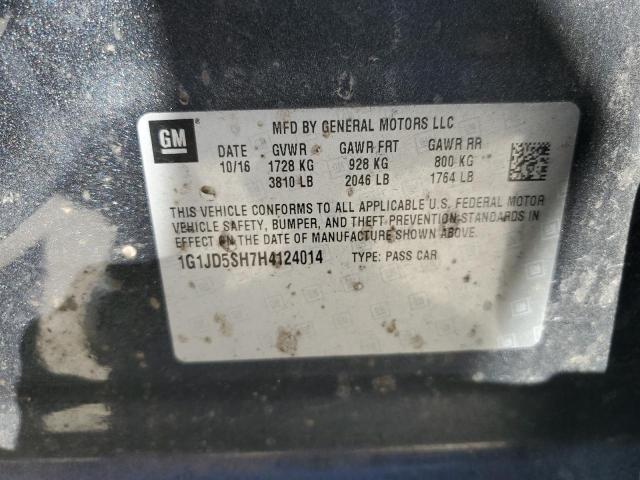 GM ®
MFD BY GENERAL MOTORS LLC
DATE GVWR GAWR FRT GAWR RR
10/16 1728 KG 928 KG 800 KG
3810 LB 2046 LB 1764 LB
THIS VEHICLE CONFORMS TO ALL APPLICABLE U.S. FEDERAL MOTOR
VEHICLE SAFETY, BUMPER, AND THEFT PREVENTION STANDARDS IN
EFFECT ON THE DATE OF MANUFACTURE SHOWN ABOVE.
1G1JD5SH7H4124014 TYPE: PASS CAR